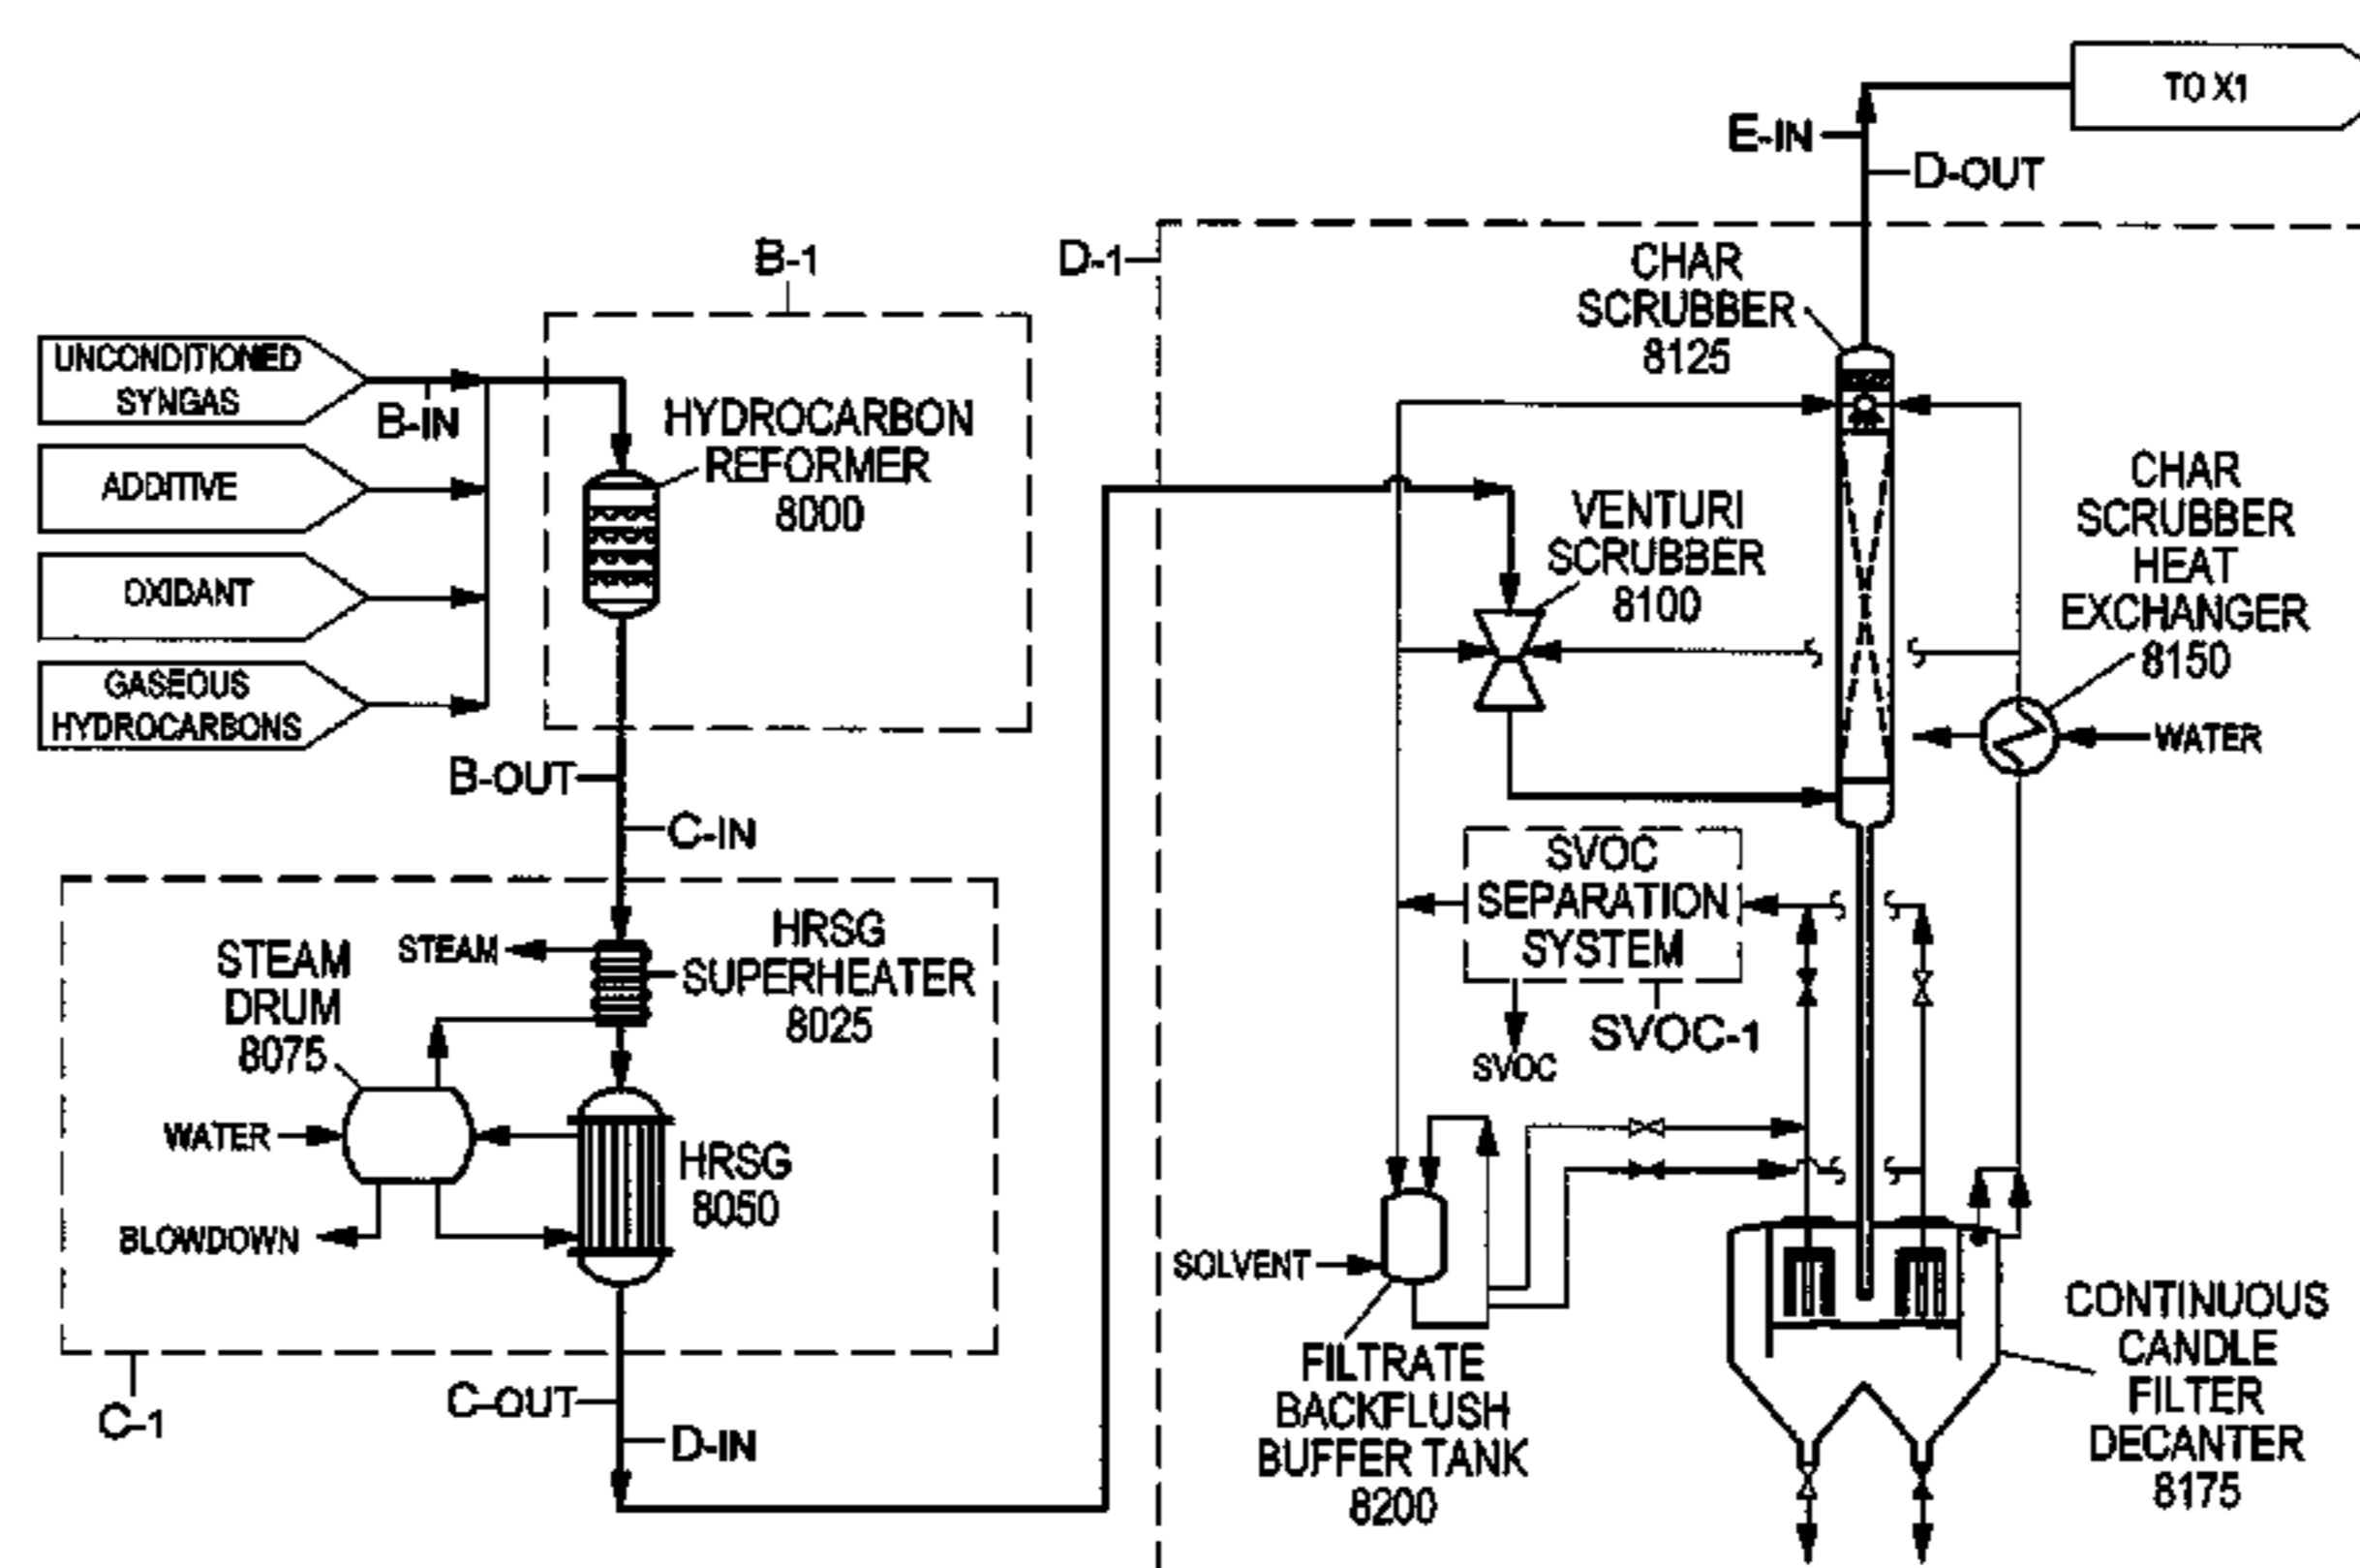 TO X1
E-IN
D-OUT
B-1
D-1
CHAR
SCRUBBER
8125
UNCONDITIONED
SYNGAS
B-IN
ADDITIVE
OXIDANT
GASEOUS
HYDROCARBONS
HYDROCARBON
REFORMER
8000
VENTURI
SCRUBBER
8100
CHAR
SCRUBBER
HEAT
EXCHANGER
8150
WATER
B-OUT
C-IN
SVOC
SEPARATION
SYSTEM
SVOC-1
SVOC
STEAM
HRSG
SUPERHEATER
8025
STEAM
DRUM
8075
WATER
HRSG
8050
BLOWDOWN
SOLVENT
FILTRATE
BACKFLUSH
BUFFER TANK
8200
CONTINUOUS
CANDLE
FILTER
DECANTER
8175
C-1
C-OUT
D-IN